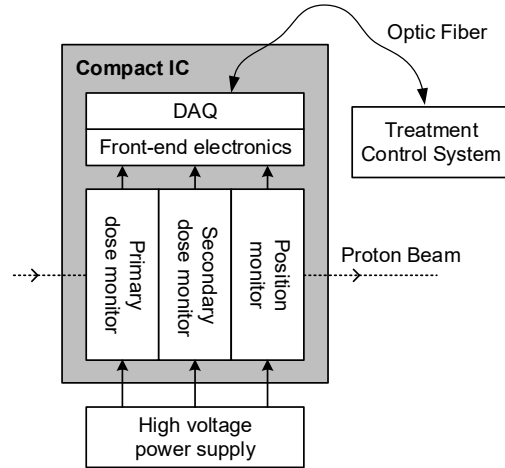 Optic Fiber
Compact IC
DAQ
Front-end electronics
Treatment
Control System
Primary
dose monitor
Secondary
dose monitor
Position
monitor
Proton Beam
High voltage
power supply